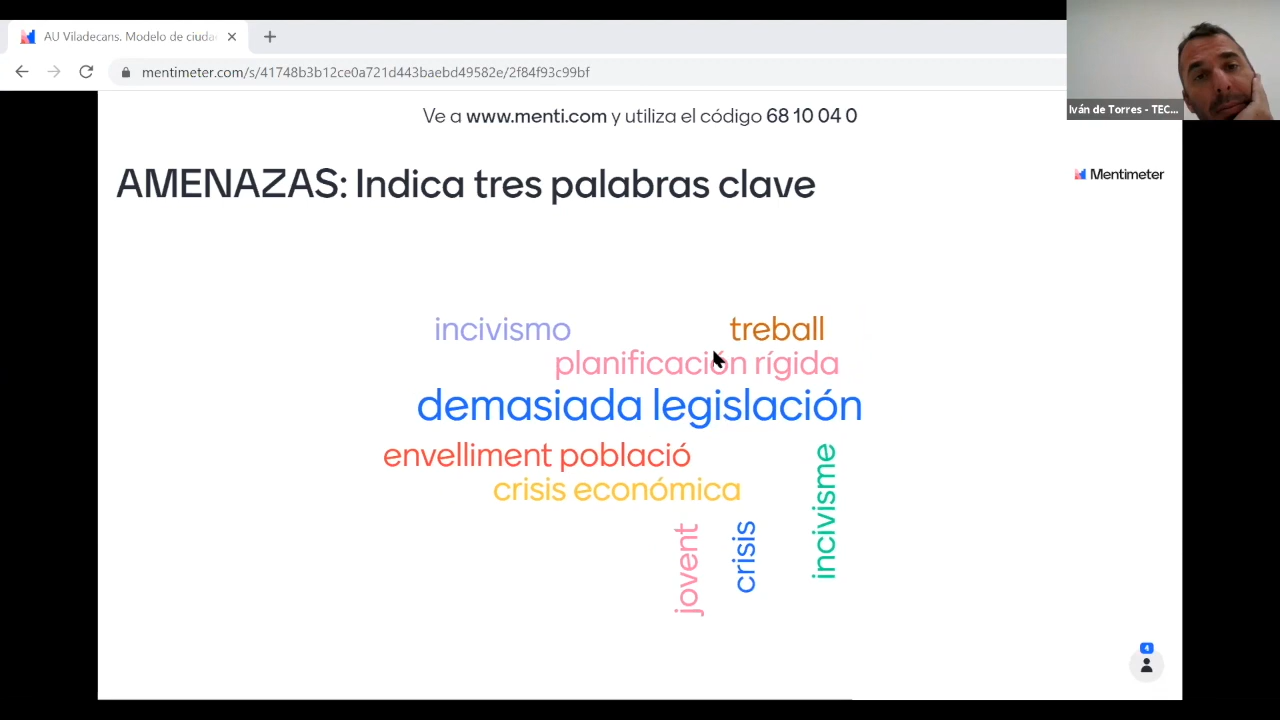 AU Viladecans. Modelo de ciuda
mentimeter.com/s/41748b3b12ce0a721d443baebd49582e/2f84f93c99bf
Iván de Torres - TEC...
Ve a www.menti.com y utiliza el código 68 10 04 0
AMENAZAS: Indica tres palabras clave
Mentimeter
incivismo
treball
planificación rígida
demasiada legislación
envelliment població
crisis económica
incivisme
jovent
crisis
4